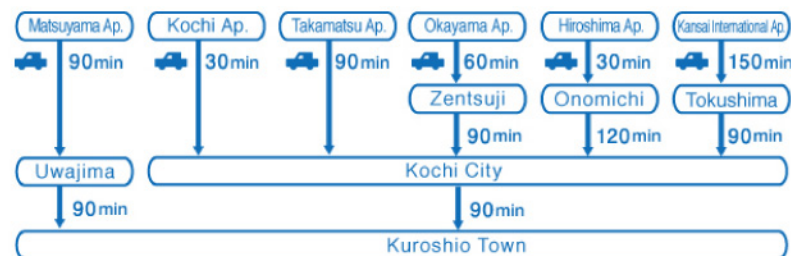 Matsuyama Ap. Kochi Ap. Takamatsu Ap. Okayama Ap. Hiroshima Ap. Kansai International Ap.
90min 30min 90min 60min 30min 150min
Zentsuji Onomichi Tokushima
90min 120min 90min
Uwajima Kochi City
90min 90min
Kuroshio Town